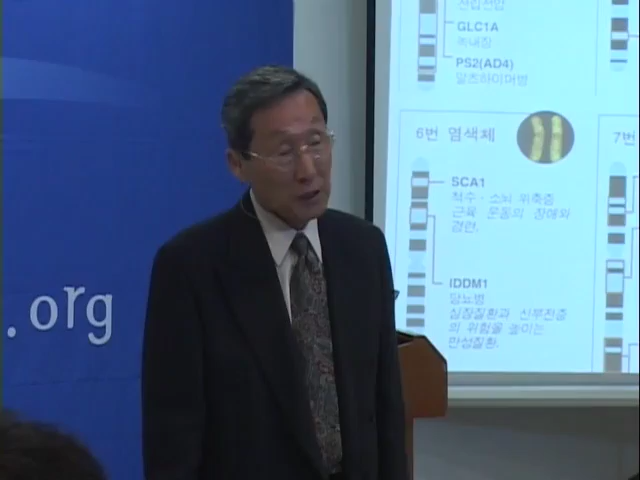 GLC1A
녹내장
PS2(AD4)
알츠하이머병
6번 염색체
7번
SCA1
척수 · 소뇌 위축증
근육 운동의 장애와
경련.
IDDM1
당뇨병
심장질환과 신부전증
의 위험을 높이는
만성질환.
.org